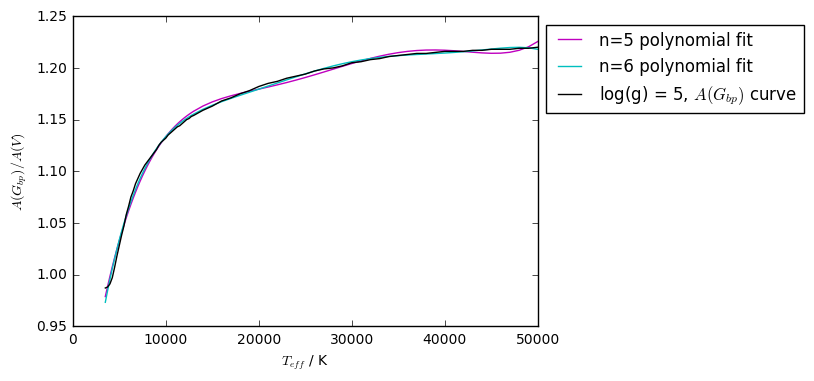 1.25
1.20
1.15
1.10
1.05
1.00
0.95
0 10000 20000 30000 40000 50000
A(G_bp)/A(V)
T_eff / K
n=5 polynomial fit
n=6 polynomial fit
log(g) = 5, A(G_bp) curve